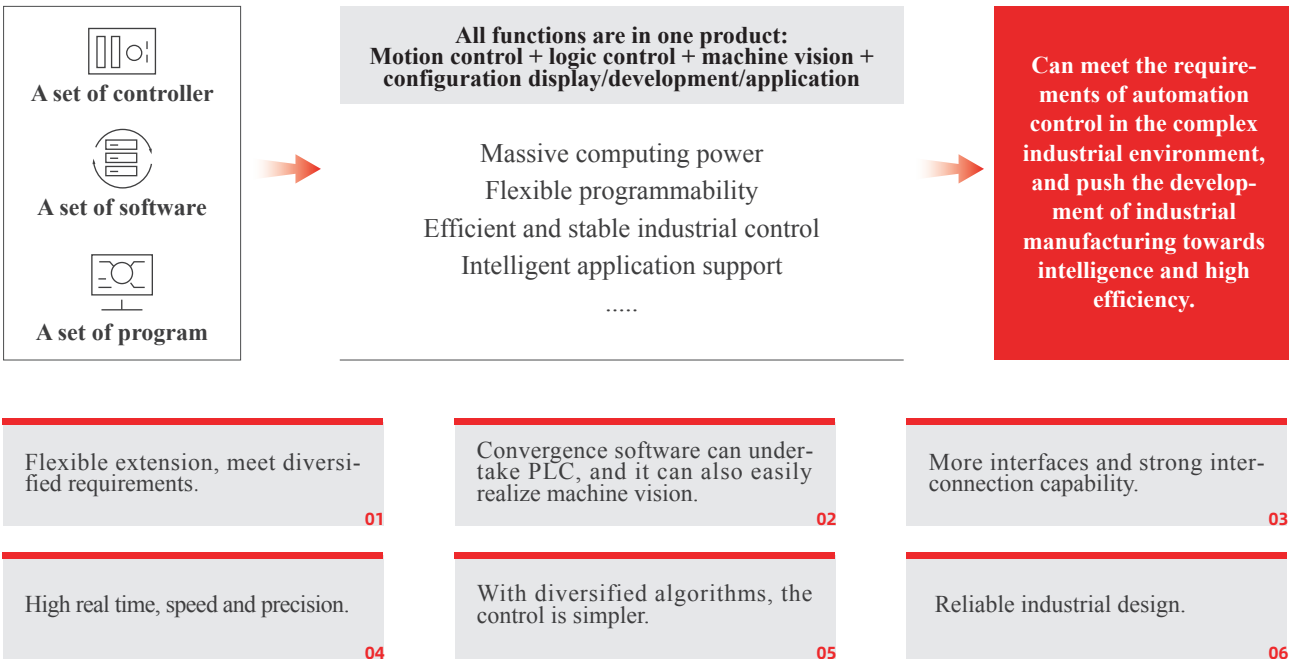 A set of controller
A set of software
A set of program
All functions are in one product:
Motion control + logic control + machine vision +
configuration display/development/application
Massive computing power
Flexible programmability
Efficient and stable industrial control
Intelligent application support
.....
Can meet the require-
ments of automation
control in the complex
industrial environment,
and push the develop-
ment of industrial
manufacturing towards
intelligence and high
efficiency.
Flexible extension, meet diversi-
fied requirements.
01
Convergence software can under-
take PLC, and it can also easily
realize machine vision.
02
More interfaces and strong inter-
connection capability.
03
High real time, speed and precision.
04
With diversified algorithms, the
control is simpler.
05
Reliable industrial design.
06